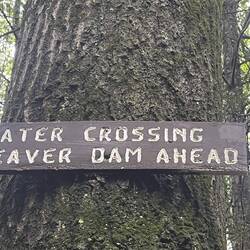 ATER CROSSING
EAVER DAM AHEAD